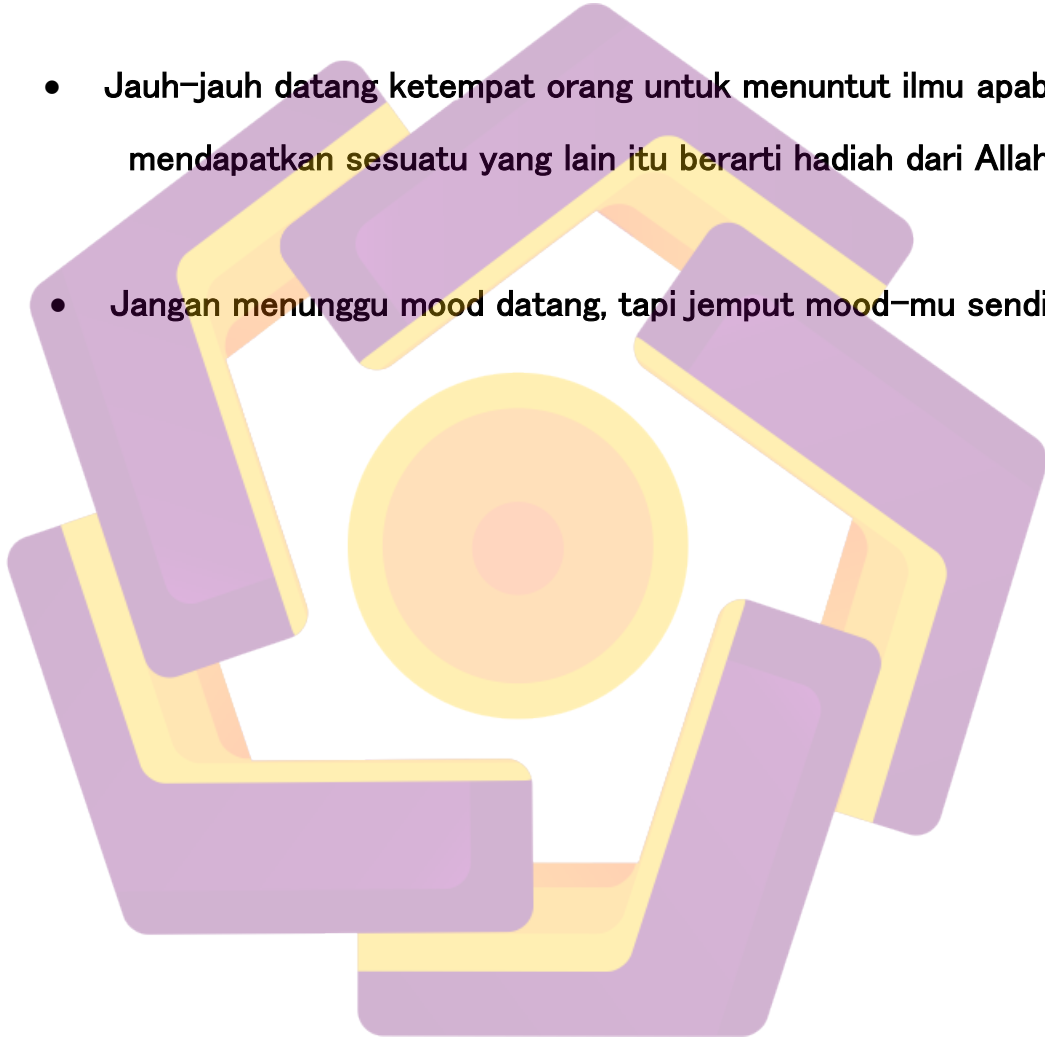 • Jauh-jauh datang ketempat orang untuk menuntut ilmu apab
mendapatkan sesuatu yang lain itu berarti hadiah dari Allah
• Jangan menunggu mood datang, tapi jemput mood-mu sendi